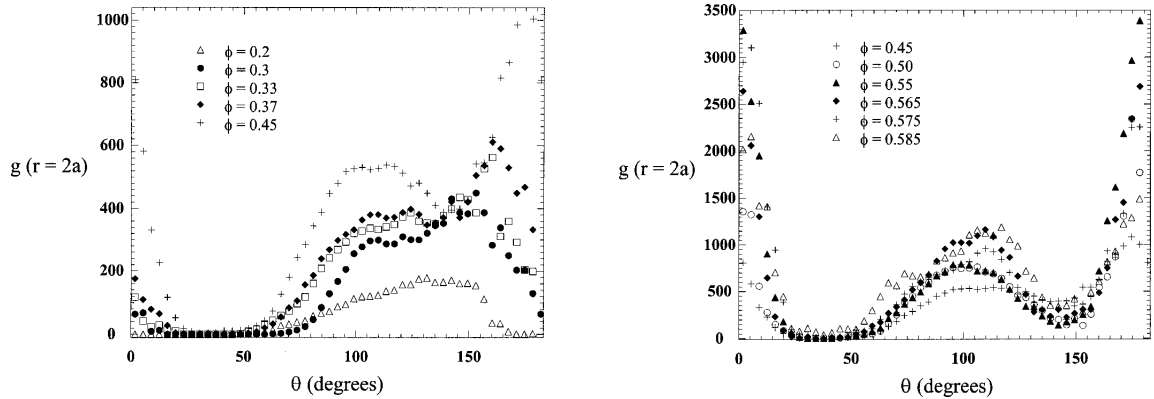 1000
800
600
400
200
0
g (r = 2a)
△ ϕ = 0.2
● ϕ = 0.3
□ ϕ = 0.33
◆ ϕ = 0.37
+ ϕ = 0.45
0 50 100 150
θ (degrees)
3500
3000
2500
2000
1500
1000
500
0
g (r = 2a)
+ ϕ = 0.45
○ ϕ = 0.50
▲ ϕ = 0.55
◆ ϕ = 0.565
+ ϕ = 0.575
△ ϕ = 0.585
0 50 100 150
θ (degrees)